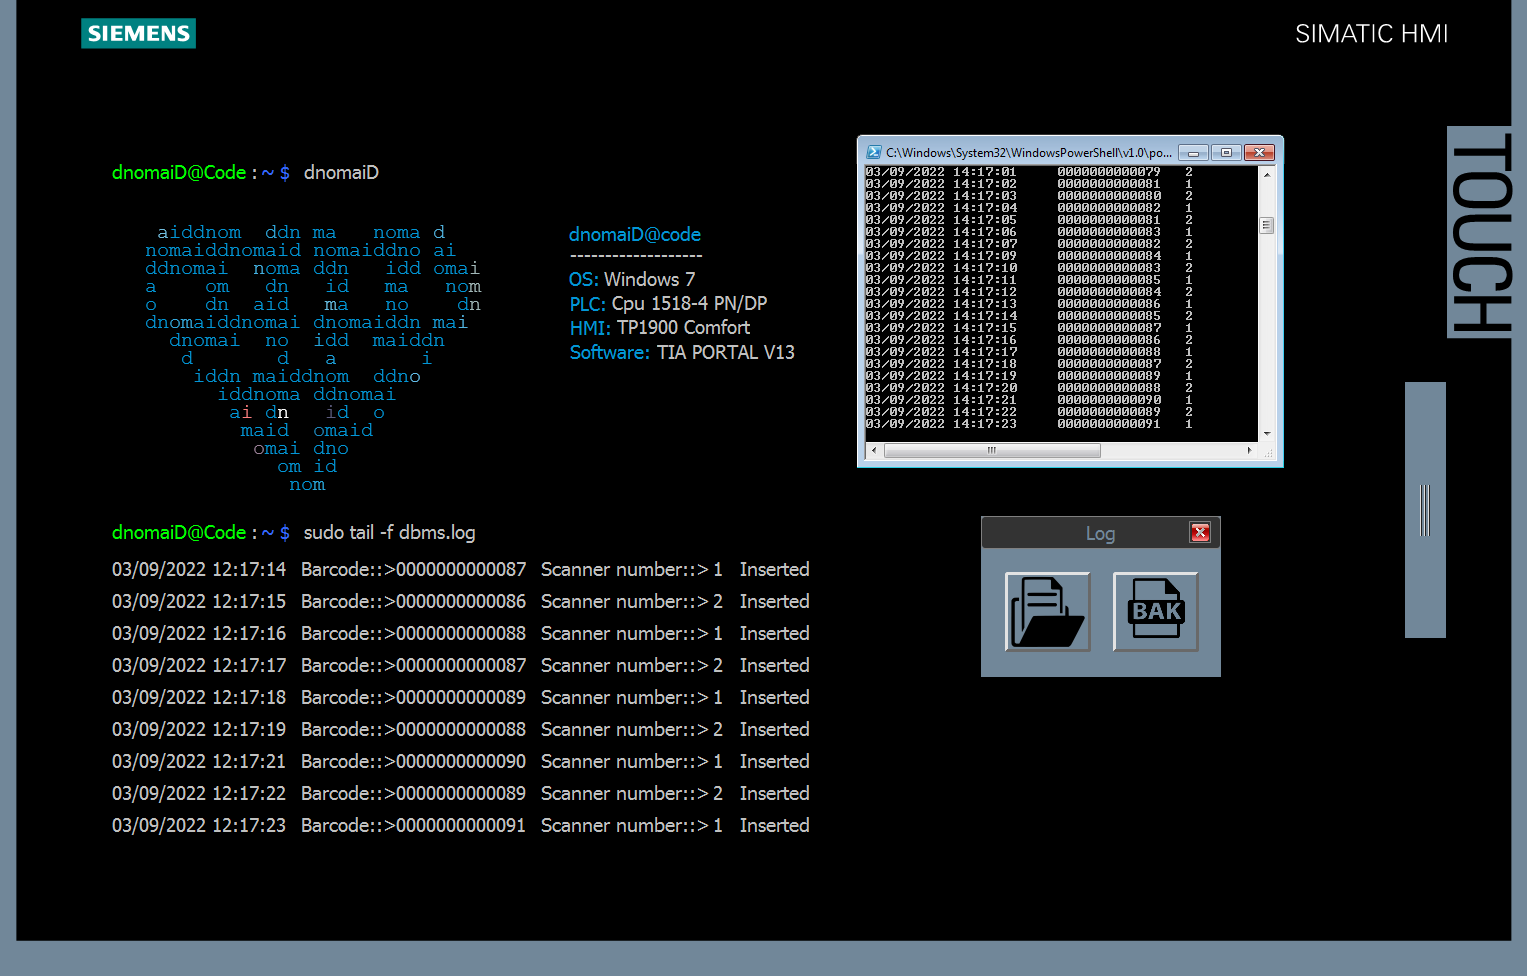 SIEMENS
SIMATIC HMI
TOUCH
dnomaiD@Code : ~ $ dnomaiD
aiddnom ddn ma noma d
nomaiddnomaid nomaiddno ai
ddnomai noma ddn idd omai
a om dn id ma nom
o dn aid ma no dn
dnomaiddnomai dnomaiddn mai
dnomai no idd maiddn
d d a i
iddn maiddnom ddno
iddnoma ddnomai
ai dn id o
maid omaid
omai dno
om id
nom
dnomaiD@code
-------------------
OS: Windows 7
PLC: Cpu 1518-4 PN/DP
HMI: TP1900 Comfort
Software: TIA PORTAL V13
C:\Windows\System32\WindowsPowerShell\v1.0\po...
03/09/2022 14:17:01 0000000000079 2
03/09/2022 14:17:02 0000000000081 1
03/09/2022 14:17:03 0000000000080 2
03/09/2022 14:17:04 0000000000082 1
03/09/2022 14:17:05 0000000000081 2
03/09/2022 14:17:06 0000000000083 1
03/09/2022 14:17:07 0000000000082 2
03/09/2022 14:17:09 0000000000084 1
03/09/2022 14:17:10 0000000000083 2
03/09/2022 14:17:11 0000000000085 1
03/09/2022 14:17:12 0000000000084 2
03/09/2022 14:17:13 0000000000086 1
03/09/2022 14:17:14 0000000000085 2
03/09/2022 14:17:15 0000000000087 1
03/09/2022 14:17:16 0000000000086 2
03/09/2022 14:17:17 0000000000088 1
03/09/2022 14:17:18 0000000000087 2
03/09/2022 14:17:19 0000000000089 1
03/09/2022 14:17:20 0000000000088 2
03/09/2022 14:17:21 0000000000090 1
03/09/2022 14:17:22 0000000000089 2
03/09/2022 14:17:23 0000000000091 1
dnomaiD@Code : ~ $ sudo tail -f dbms.log
03/09/2022 12:17:14 Barcode::>0000000000087 Scanner number::> 1 Inserted
03/09/2022 12:17:15 Barcode::>0000000000086 Scanner number::> 2 Inserted
03/09/2022 12:17:16 Barcode::>0000000000088 Scanner number::> 1 Inserted
03/09/2022 12:17:17 Barcode::>0000000000087 Scanner number::> 2 Inserted
03/09/2022 12:17:18 Barcode::>0000000000089 Scanner number::> 1 Inserted
03/09/2022 12:17:19 Barcode::>0000000000088 Scanner number::> 2 Inserted
03/09/2022 12:17:21 Barcode::>0000000000090 Scanner number::> 1 Inserted
03/09/2022 12:17:22 Barcode::>0000000000089 Scanner number::> 2 Inserted
03/09/2022 12:17:23 Barcode::>0000000000091 Scanner number::> 1 Inserted
Log
BAK